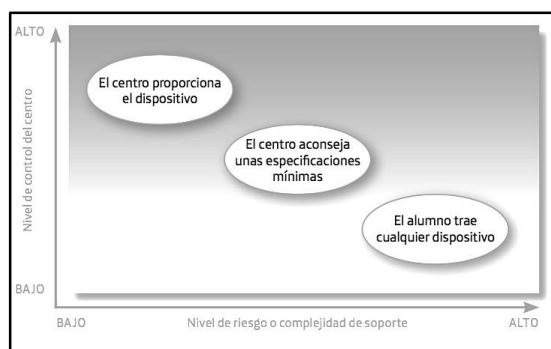 ALTO
El centro proporciona
el dispositivo
El centro aconseja
unas especificaciones
mínimas
El alumno trae
cualquier dispositivo
Nivel de control del centro
BAJO
BAJO
Nivel de riesgo o complejidad de soporte
ALTO